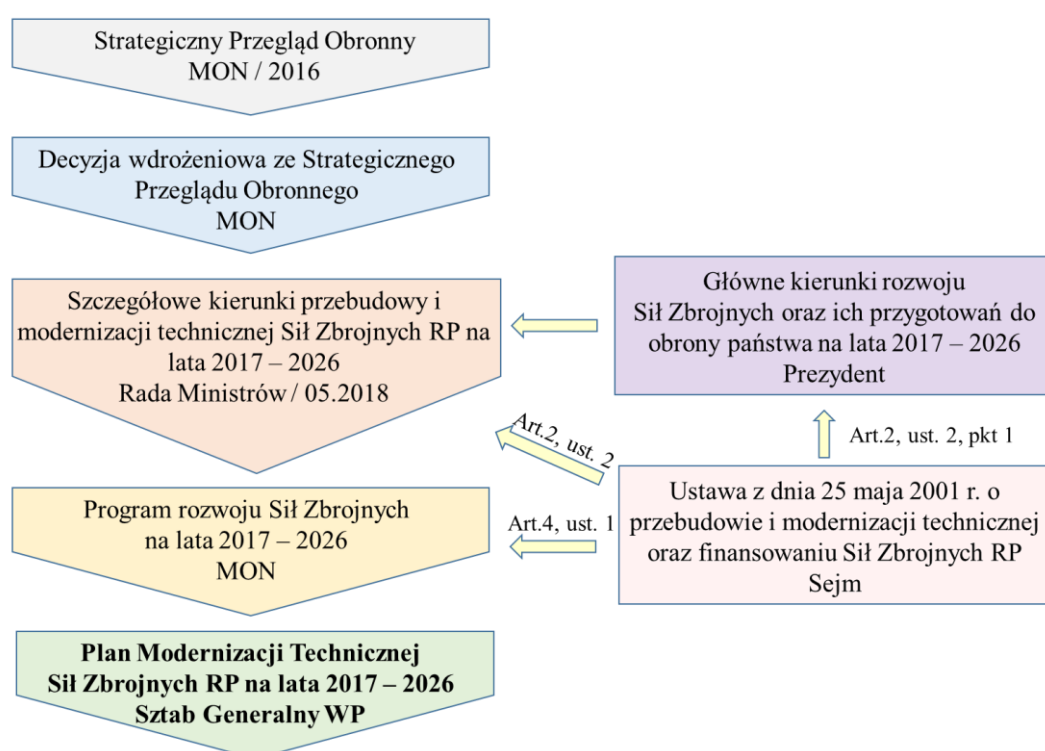 Strategiczny Przegląd Obronny
MON / 2016
Decyzja wdrożeniowa ze Strategicznego
Przeglądu Obronnego
MON
Szczegółowe kierunki przebudowy i
modernizacji technicznej Sił Zbrojnych RP na
lata 2017 – 2026
Rada Ministrów / 05.2018
Główne kierunki rozwoju
Sił Zbrojnych oraz ich przygotowań do
obrony państwa na lata 2017 – 2026
Prezydent
Art.2, ust. 2
Art.2, ust. 2, pkt 1
Program rozwoju Sił Zbrojnych
na lata 2017 – 2026
MON
Art.4, ust. 1
Ustawa z dnia 25 maja 2001 r. o
przebudowie i modernizacji technicznej
oraz finansowaniu Sił Zbrojnych RP
Sejm
Plan Modernizacji Technicznej
Sił Zbrojnych RP na lata 2017 – 2026
Sztab Generalny WP